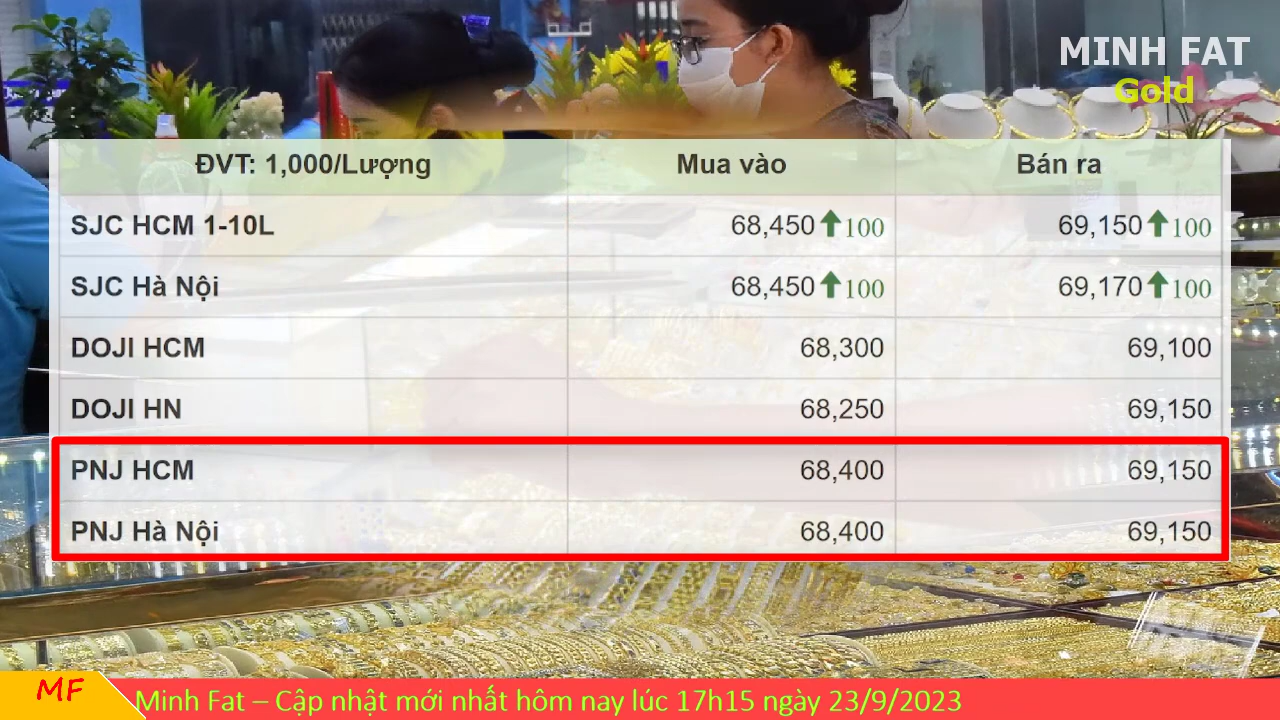 MINH FAT
Gold
ĐVT: 1,000/Lượng Mua vào Bán ra
SJC HCM 1-10L 68,450 ↑100 69,150 ↑100
SJC Hà Nội 68,450 ↑100 69,170 ↑100
DOJI HCM 68,300 69,100
DOJI HN 68,250 69,150
PNJ HCM 68,400 69,150
PNJ Hà Nội 68,400 69,150
MF
Minh Fat – Cập nhật mới nhất hôm nay lúc 17h15 ngày 23/9/2023